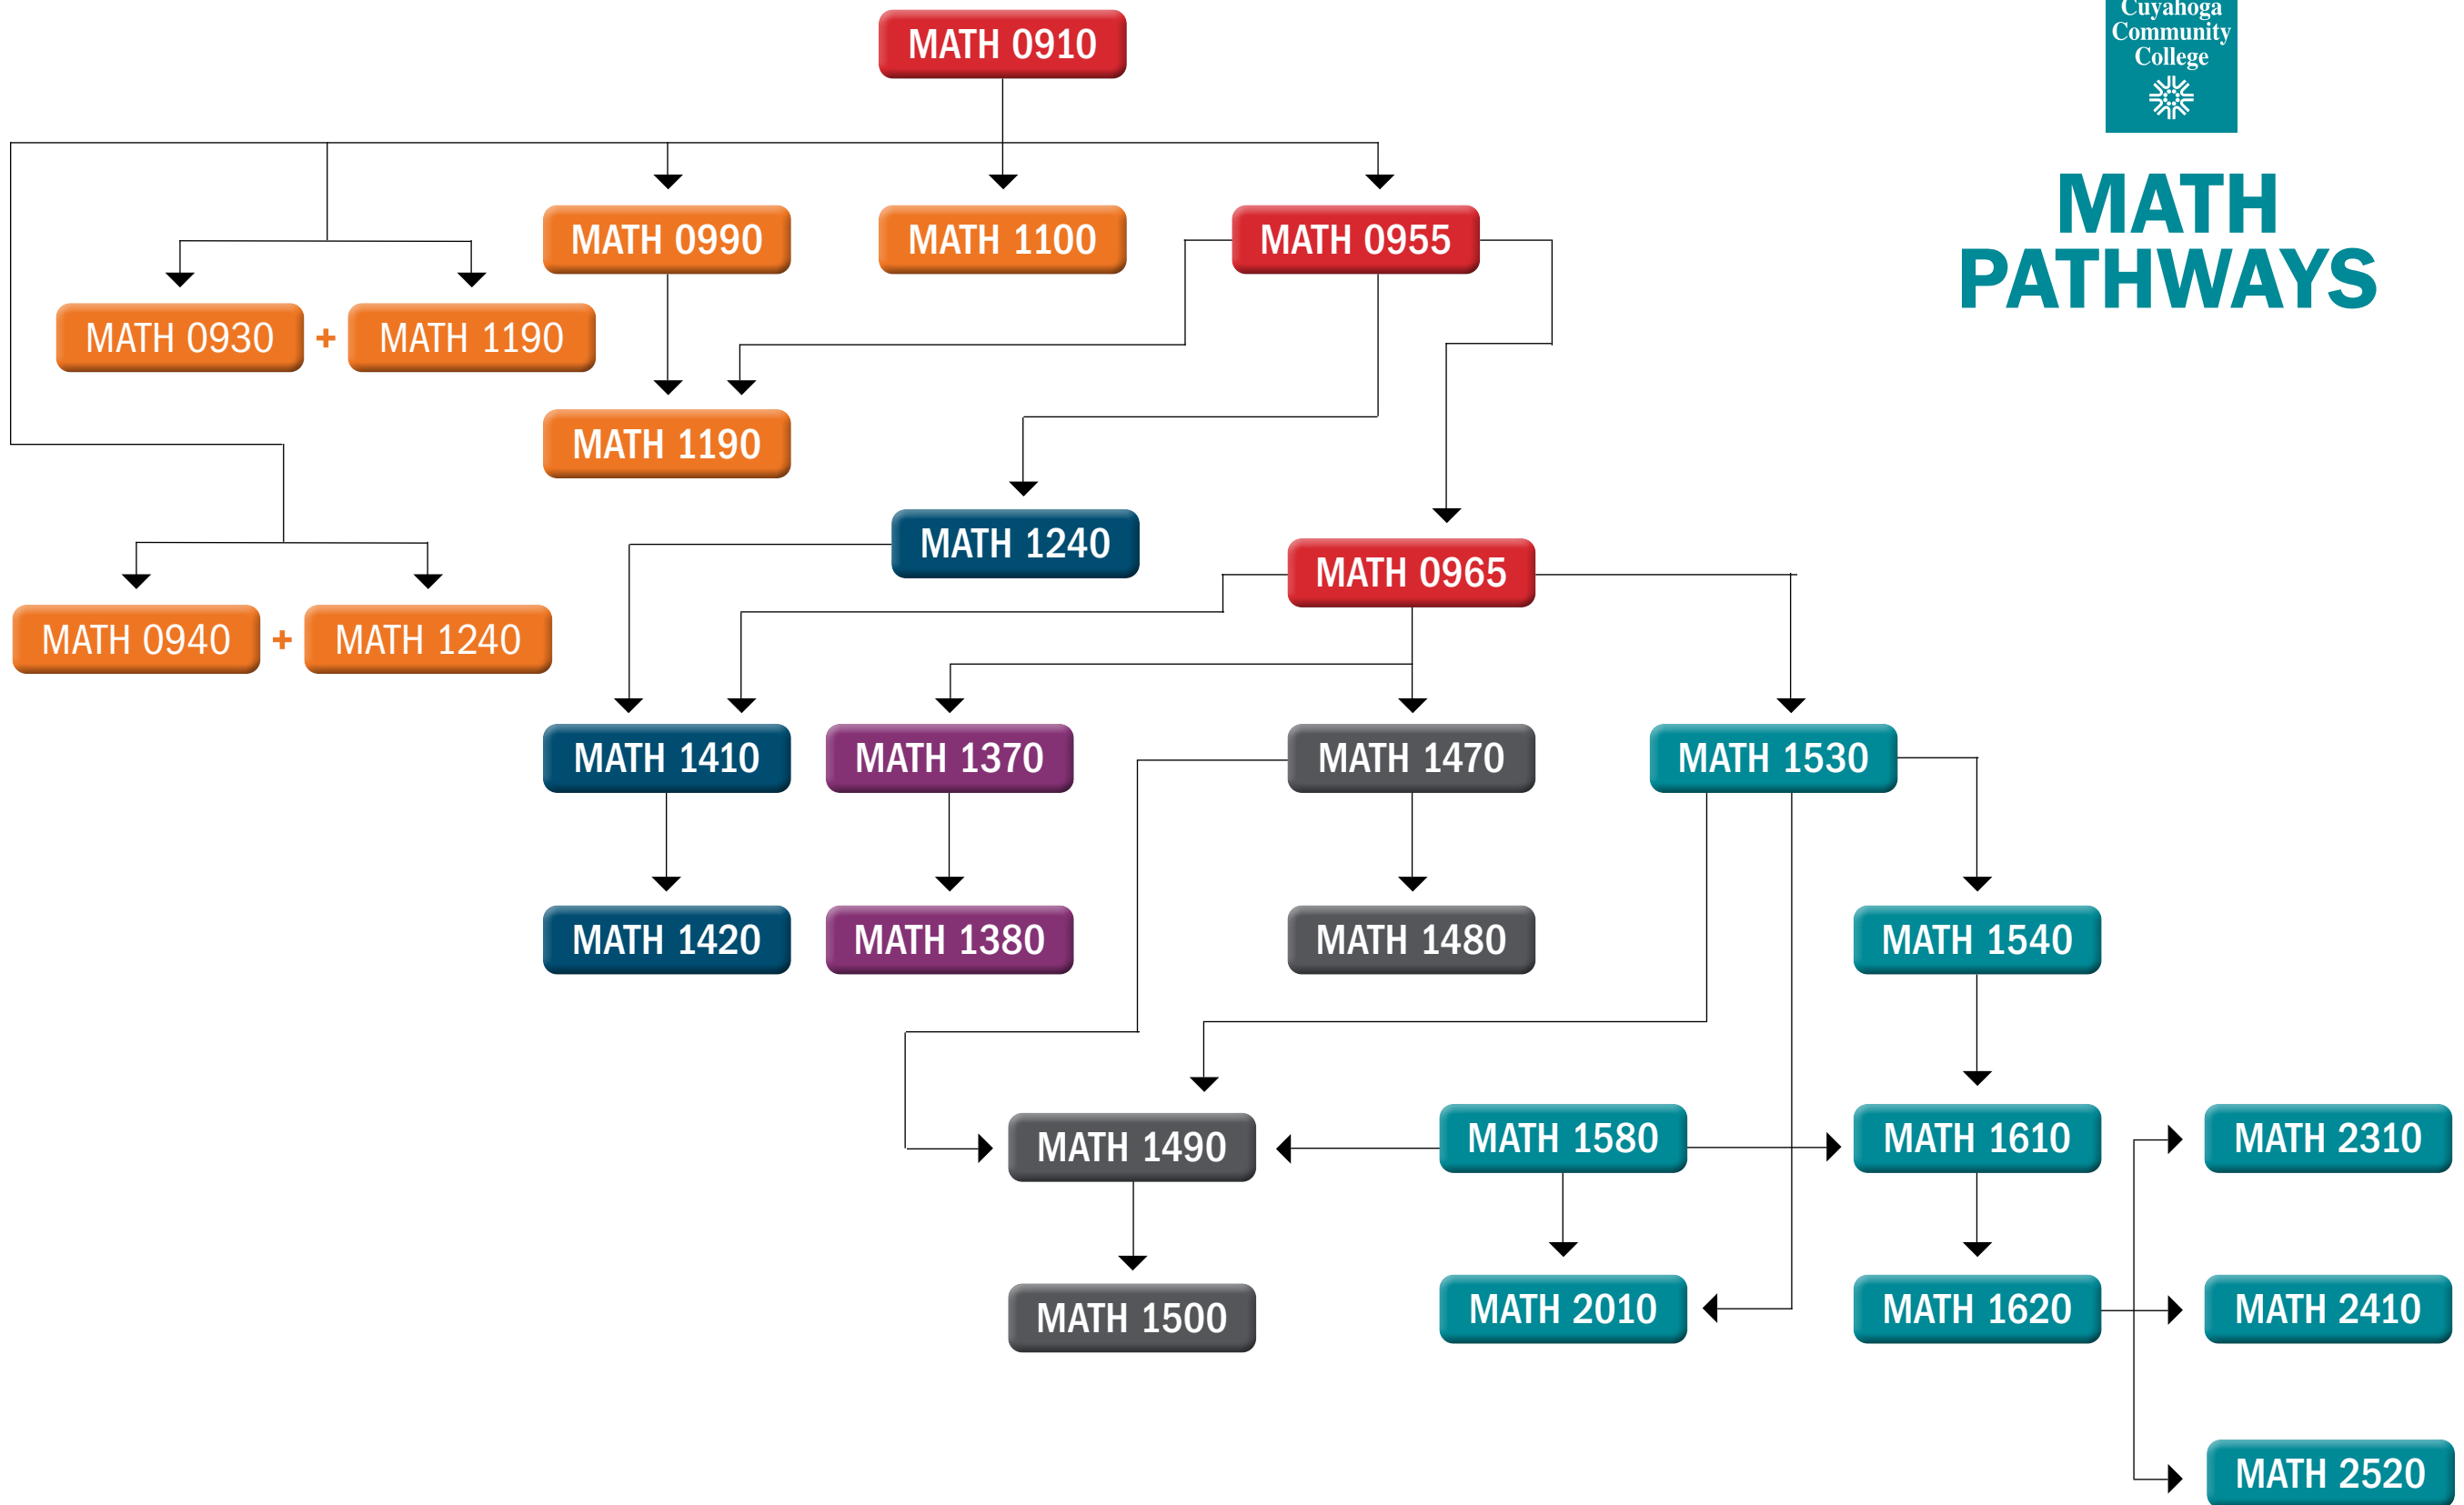 MATH 0910
Cuyahoga
Community
College
MATH
PATHWAYS
MATH 0990
MATH 1100
MATH 0955
MATH 0930 + MATH 1190
MATH 1190
MATH 1240
MATH 0965
MATH 0940 + MATH 1240
MATH 1410
MATH 1370
MATH 1470
MATH 1530
MATH 1420
MATH 1380
MATH 1480
MATH 1540
MATH 1490
MATH 1580
MATH 1610
MATH 2310
MATH 1500
MATH 2010
MATH 1620
MATH 2410
MATH 2520